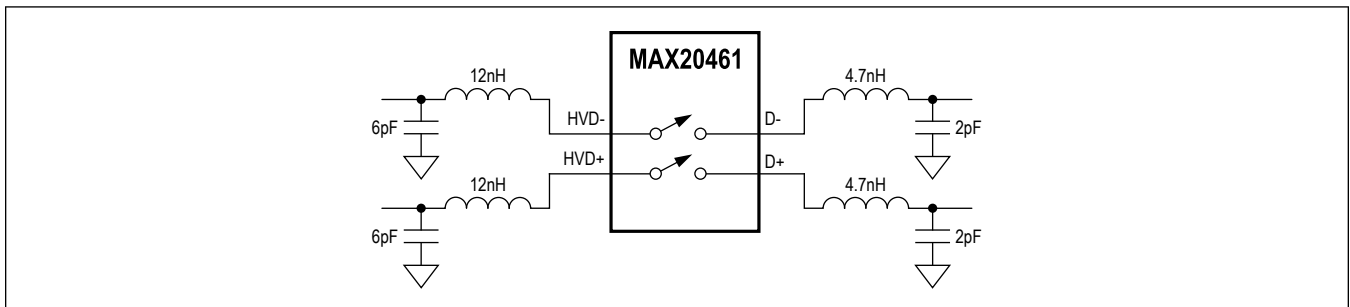 MAX20461
12nH
4.7nH
6pF
HVD-
D-
2pF
HVD+
D+
12nH
4.7nH
6pF
2pF